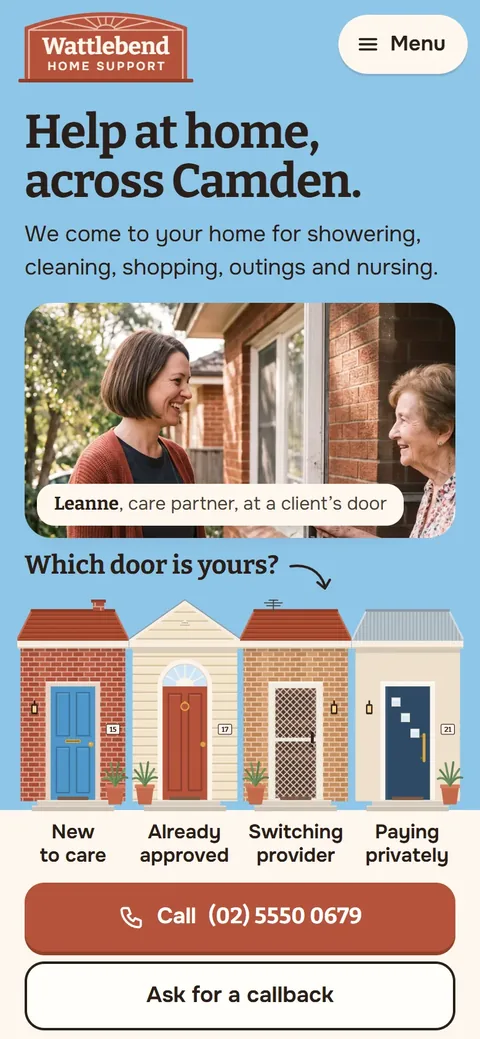 Wattlebend
HOME SUPPORT
Menu
Help at home,
across Camden.
We come to your home for showering,
cleaning, shopping, outings and nursing.
Leanne, care partner, at a client's door
Which door is yours?
15
17
21
New
to care
Already
approved
Switching
provider
Paying
privately
Call (02) 5550 0679
Ask for a callback